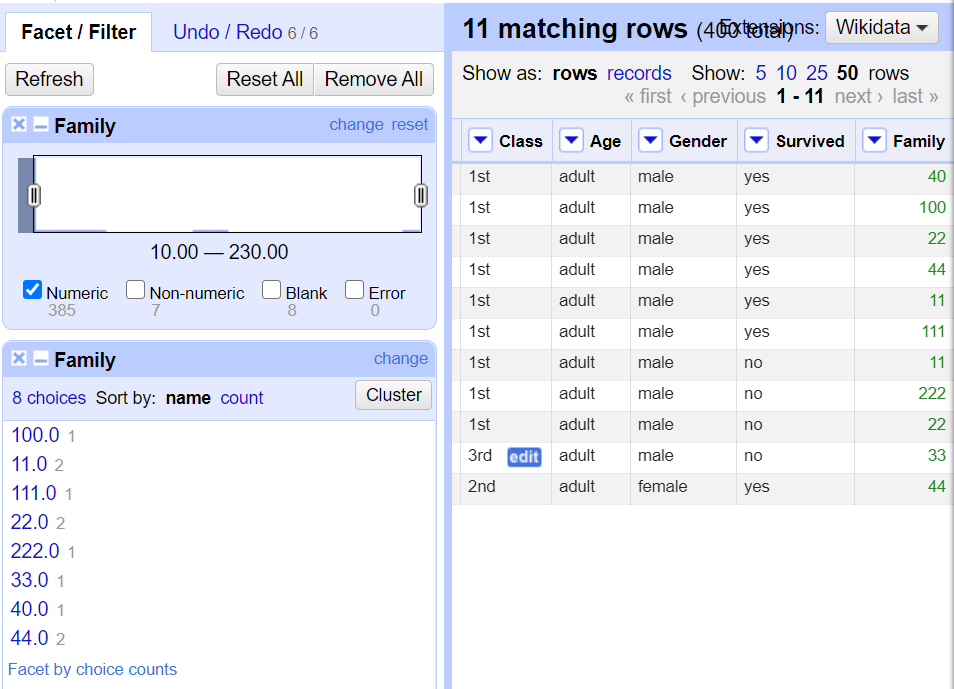 Facet / Filter
Undo / Redo 6 / 6
Refresh
Reset All
Remove All
Family
change reset
10.00 — 230.00
Numeric
385
Non-numeric
7
Blank
8
Error
0
Family
change
8 choices Sort by: name count
Cluster
100.0 1
11.0 2
111.0 1
22.0 2
222.0 1
33.0 1
40.0 1
44.0 2
Facet by choice counts
11 matching rows (400 total)
Extensions: Wikidata
Show as: rows records Show: 5 10 25 50 rows
« first ‹ previous 1 - 11 next › last »
Class Age Gender Survived Family
1st adult male yes 40
1st adult male yes 100
1st adult male yes 22
1st adult male yes 44
1st adult male yes 11
1st adult male yes 111
1st adult male no 11
1st adult male no 222
1st adult male no 22
3rd edit adult male no 33
2nd adult female yes 44